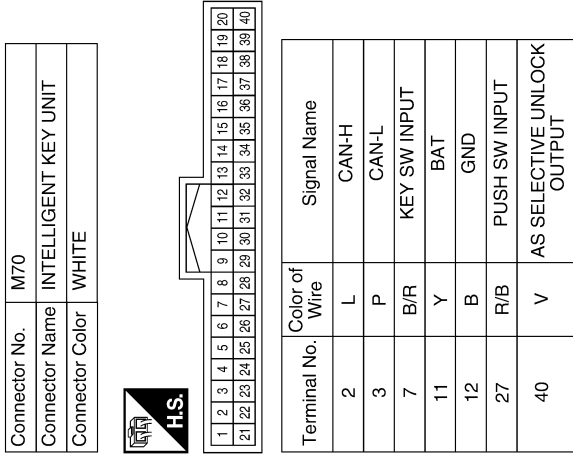 Connector No. M70
Connector Name INTELLIGENT KEY UNIT
Connector Color WHITE
H.S.
1 2 3 4 5 6 7 8 9 10 11 12 13 14 15 16 17 18 19 20
21 22 23 24 25 26 27 28 29 30 31 32 33 34 35 36 37 38 39 40
Terminal No. Color of Wire Signal Name
2 L CAN-H
3 P CAN-L
7 B/R KEY SW INPUT
11 Y BAT
12 B GND
27 R/B PUSH SW INPUT
40 V AS SELECTIVE UNLOCK
OUTPUT